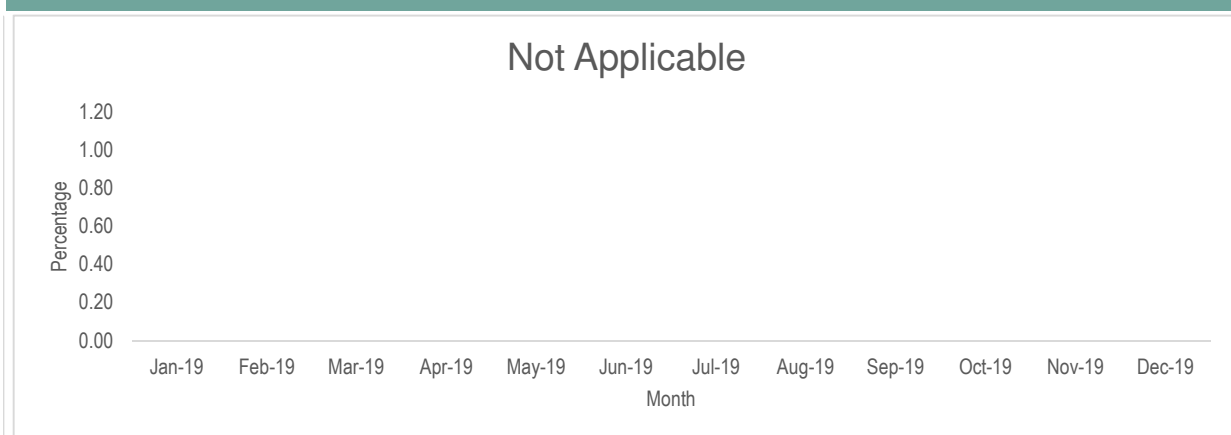 Not Applicable
1.20
1.00
0.80
0.60
0.40
0.20
0.00
Percentage
Jan-19 Feb-19 Mar-19 Apr-19 May-19 Jun-19 Jul-19 Aug-19 Sep-19 Oct-19 Nov-19 Dec-19
Month